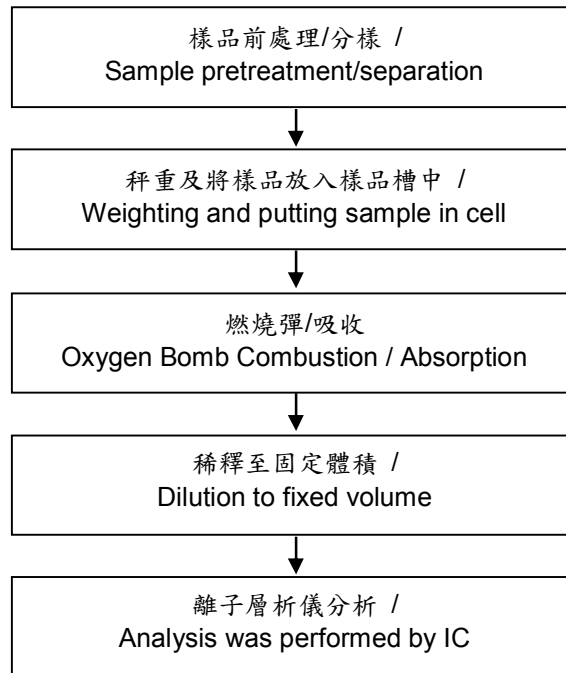 樣品前處理/分樣 /
Sample pretreatment/separation
秤重及將樣品放入樣品槽中 /
Weighting and putting sample in cell
燃燒彈/吸收
Oxygen Bomb Combustion / Absorption
稀釋至固定體積 /
Dilution to fixed volume
離子層析儀分析 /
Analysis was performed by IC